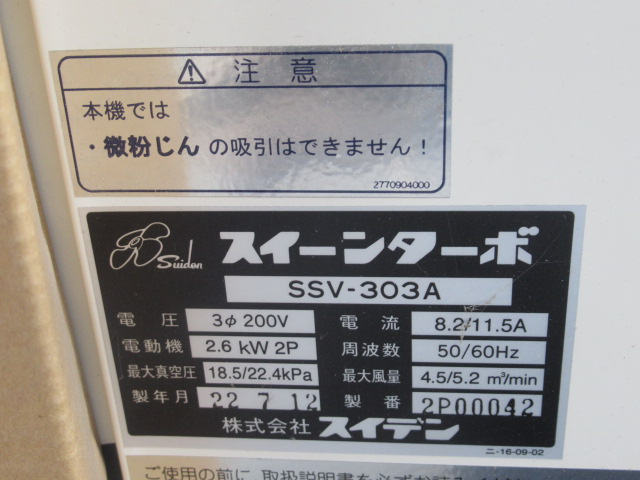 ⚠ 注意
本機では
・微粉じん の吸引はできません!
2770904000
Suiden スイーンターボ
SSV-303A
電圧 3φ 200V 電流 8.2/11.5A
電動機 2.6 kW 2P 周波数 50/60Hz
最大真空圧 18.5/22.4kPa 最大風量 4.5/5.2 m³/min
製年月 22 7 12 製番 2P00042
株式会社 スイデン
ニ-16-09-02
ご使用の前に 取扱説明書を必ずお読み